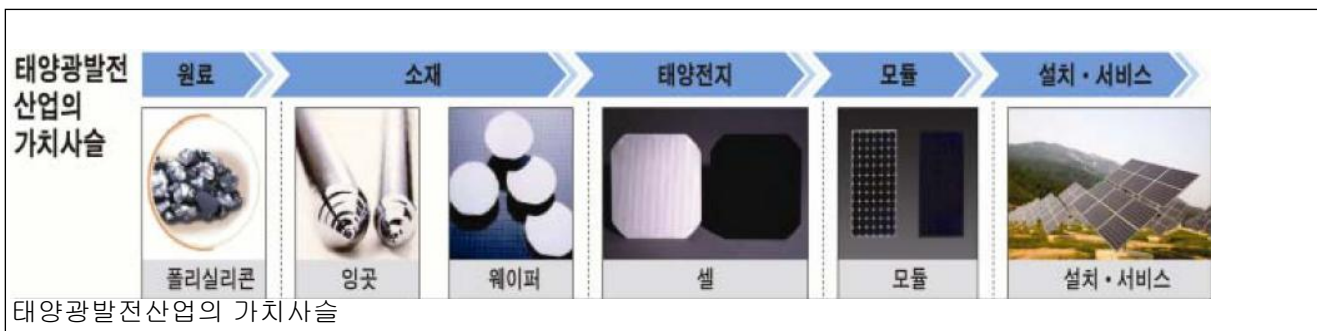 태양광발전
산업의
가치사슬
원료
소재
태양전지
모듈
설치·서비스
폴리실리콘
잉곳
웨이퍼
셀
모듈
설치·서비스
태양광발전산업의 가치사슬